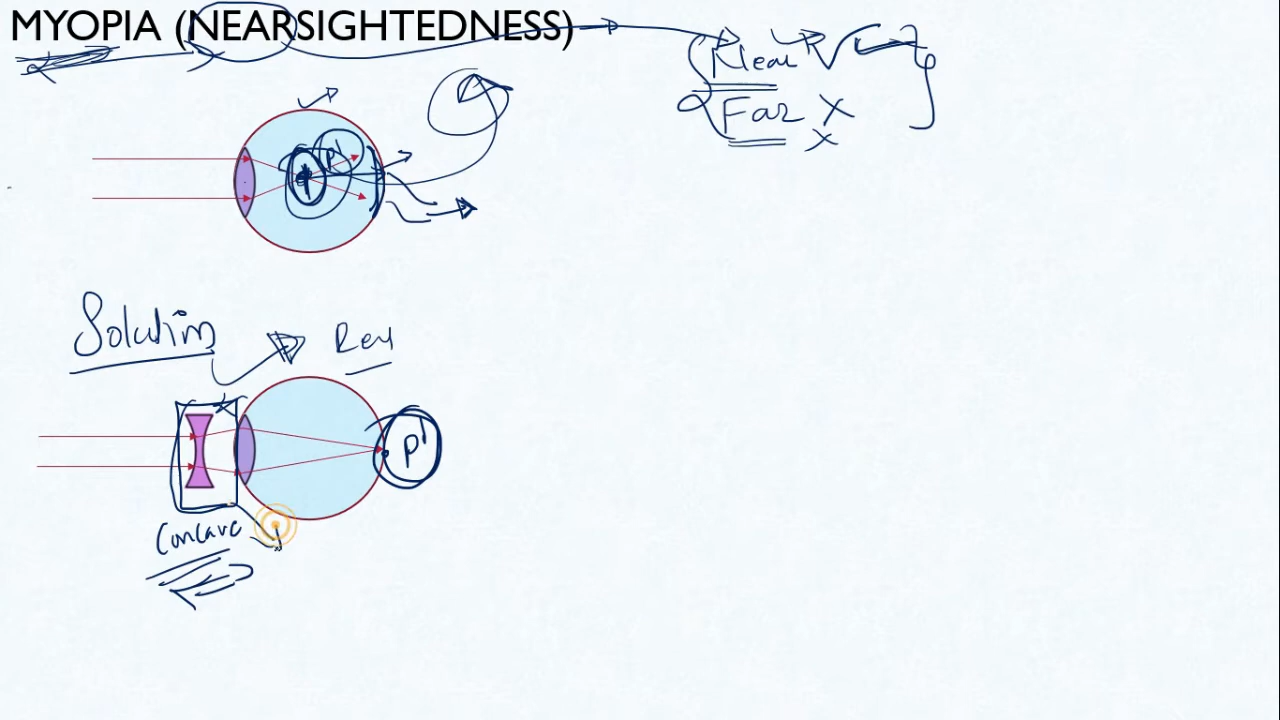 MYOPIA (NEARSIGHTEDNESS)
Near ✓
Far X
X
P'
Solution
P'
Concave